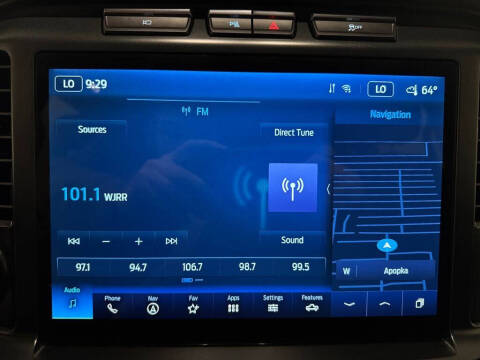 P
OFF
LO 9:29 LO 64°
FM
Navigation
Sources
Direct Tune
101.1 WJRR
Sound
97.1 94.7 106.7 98.7 99.5
W Apopka
Audio Phone Nav Fav Apps Settings Features